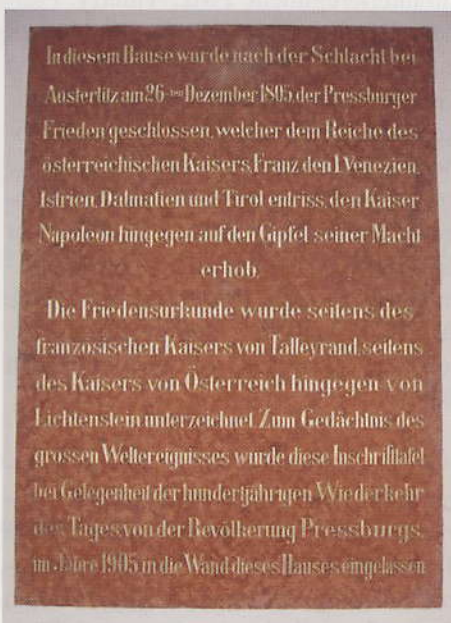 In diesem Hause wurde nach der Schlacht bei
Austerlitz am 26-ten Dezember 1805, der Pressburger
Frieden geschlossen, welcher dem Reiche des
österreichischen Kaisers, Franz den I Venezien,
Istrien, Dalmatien und Tirol entriss, den Kaiser
Napoleon hingegen auf den Gipfel seiner Macht
erhob.
Die Friedensurkunde wurde seitens des
französischen Kaisers von Talleyrand, seitens
des Kaisers von Österreich hingegen von
Lichtenstein unterzeichnet. Zum Gedächtnis des
grossen Weltereignisses wurde diese Inschrifttafel
bei Gelegenheit der hundertjährigen Wiederkehr
des Tages, von der Bevölkerung Pressburgs,
im Jahre 1905 in die Wand dieses Hauses eingelassen